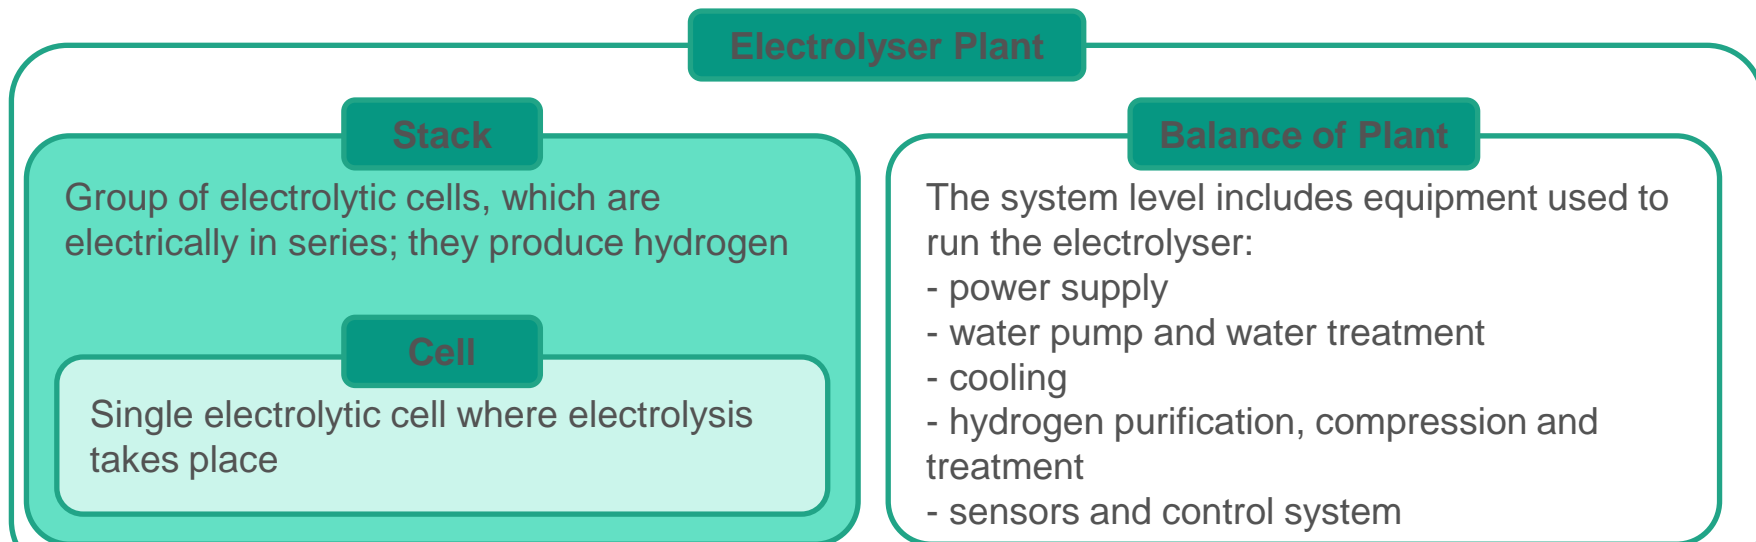 Electrolyser Plant
Stack
Group of electrolytic cells, which are
electrically in series; they produce hydrogen
Cell
Single electrolytic cell where electrolysis
takes place
Balance of Plant
The system level includes equipment used to
run the electrolyser:
- power supply
- water pump and water treatment
- cooling
- hydrogen purification, compression and
treatment
- sensors and control system